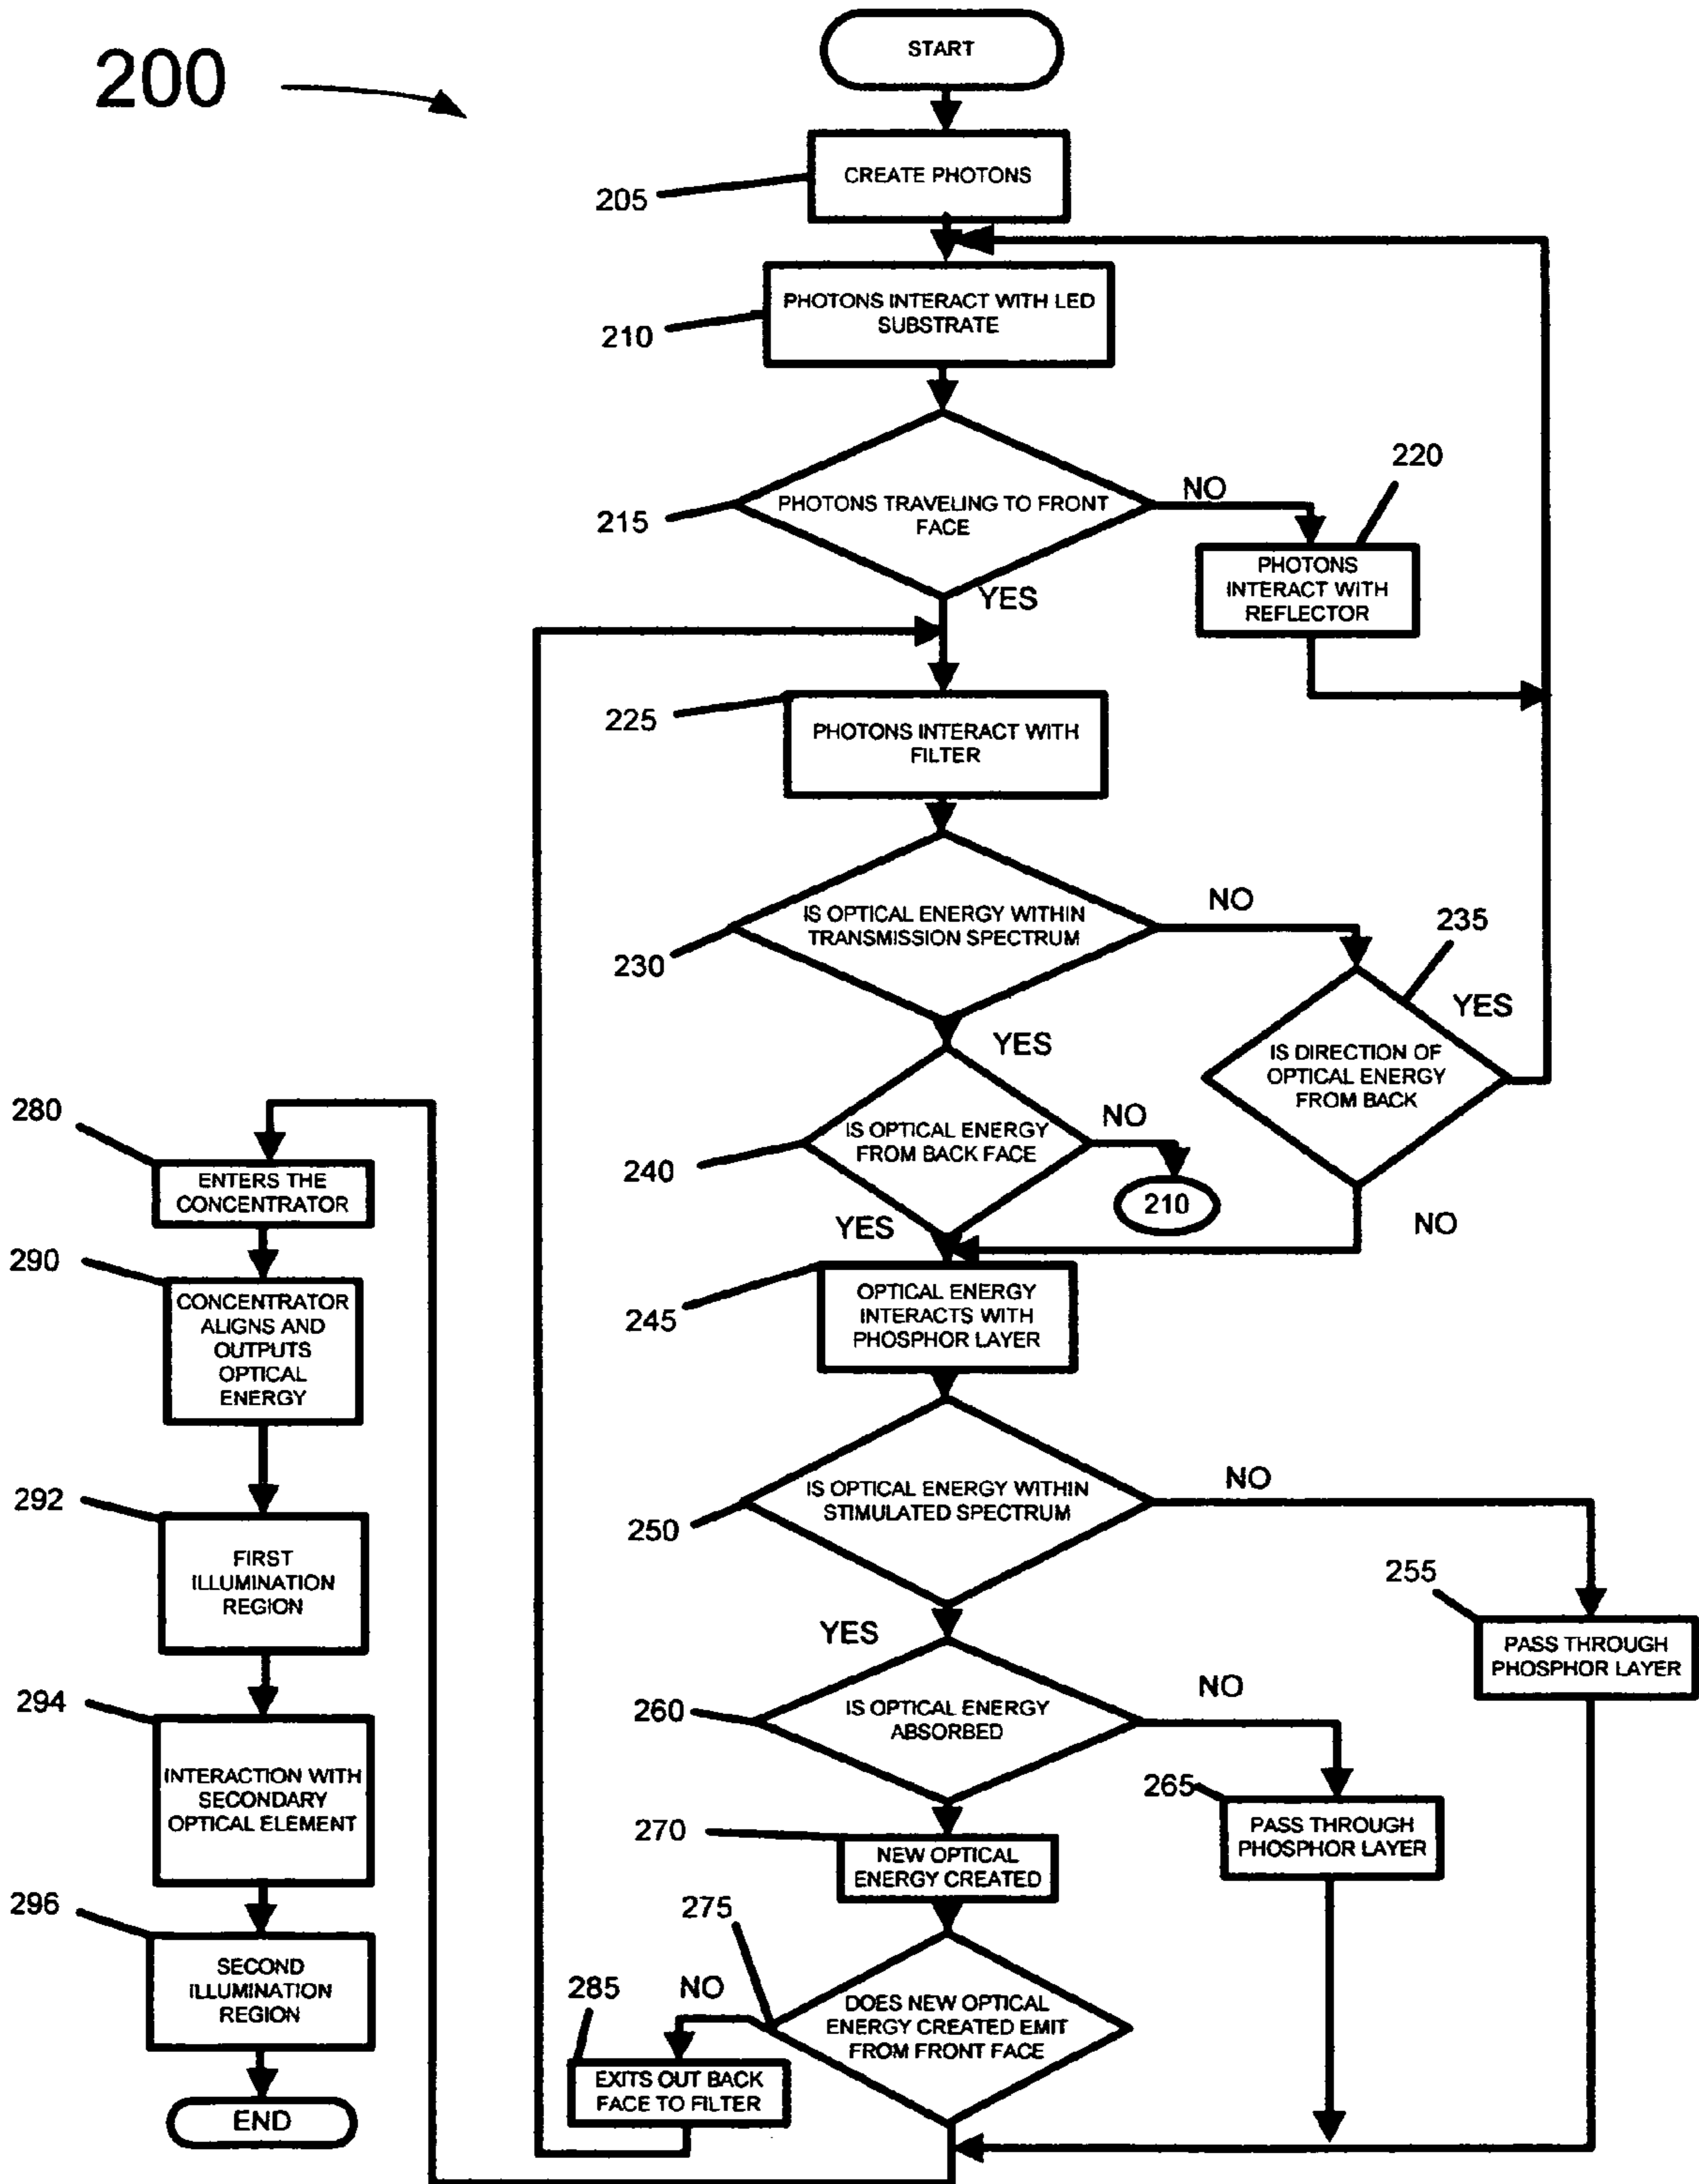 200
START
CREATE PHOTONS
205
PHOTONS INTERACT WITH LED
SUBSTRATE
210
PHOTONS TRAVELING TO FRONT
FACE
215
NO
220
PHOTONS
INTERACT WITH
REFLECTOR
YES
225
PHOTONS INTERACT WITH
FILTER
IS OPTICAL ENERGY WITHIN
TRANSMISSION SPECTRUM
230
NO
235
YES
IS DIRECTION OF
OPTICAL ENERGY
FROM BACK
YES
IS OPTICAL ENERGY
FROM BACK FACE
240
NO
210
YES
NO
OPTICAL ENERGY
INTERACTS WITH
PHOSPHOR LAYER
245
IS OPTICAL ENERGY WITHIN
STIMULATED SPECTRUM
250
NO
255
PASS THROUGH
PHOSPHOR LAYER
YES
IS OPTICAL ENERGY
ABSORBED
260
NO
265
PASS THROUGH
PHOSPHOR LAYER
270
NEW OPTICAL
ENERGY CREATED
275
DOES NEW OPTICAL
ENERGY CREATED EMIT
FROM FRONT FACE
NO
285
EXITS OUT BACK
FACE TO FILTER
280
ENTERS THE
CONCENTRATOR
290
CONCENTRATOR
ALIGNS AND
OUTPUTS
OPTICAL
ENERGY
292
FIRST
ILLUMINATION
REGION
294
INTERACTION WITH
SECONDARY
OPTICAL ELEMENT
296
SECOND
ILLUMINATION
REGION
END